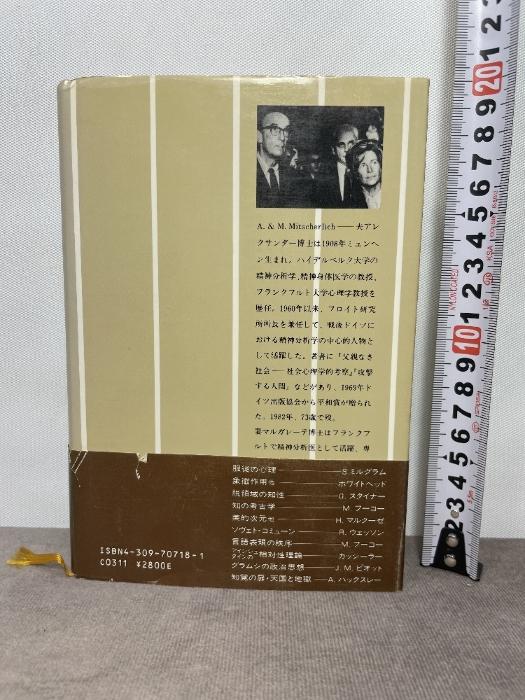 A. & M. Mitscherlich——夫アレ
クサンダー博士は1908年ミュンヘ
ン生まれ。ハイデルベルク大学の
精神分析学、精神身体医学の教授、
フランクフルト大学心理学教授を
歴任。1960年以来、フロイト研究
所所長を兼任して、戦後ドイツに
おける精神分析学の中心的人物と
して活躍した。著書に『父親なき
社会——社会心理学的考察』『攻撃
する人間』などがあり、1969年ド
イツ出版協会から平和賞が贈られ
た。1982年、73歳で歿。
妻マルガレーテ博士はフランクフ
ルトで精神分析医として活躍、専
服従の心理——S.ミルグラム
象徴作用 他——ホワイトヘッド
脱領域の知性——G. スタイナー
知の考古学——M. フーコー
美的次元 他——H. マルクーゼ
ソヴェト・コミューン——R. ウェッソン
言語表現の秩序——M. フーコー
アインシュタインの相対性理論——カッシーラー
グラムシの政治思想——J. M. ピオット
知覚の扉・天国と地獄——A. ハックスレー
ISBN4-309-70718-1
C0311 ¥2800E
1 2 3 4 5 6 7 8 9 10 1 2 3 4 5 6 7 8 9 20 1 2